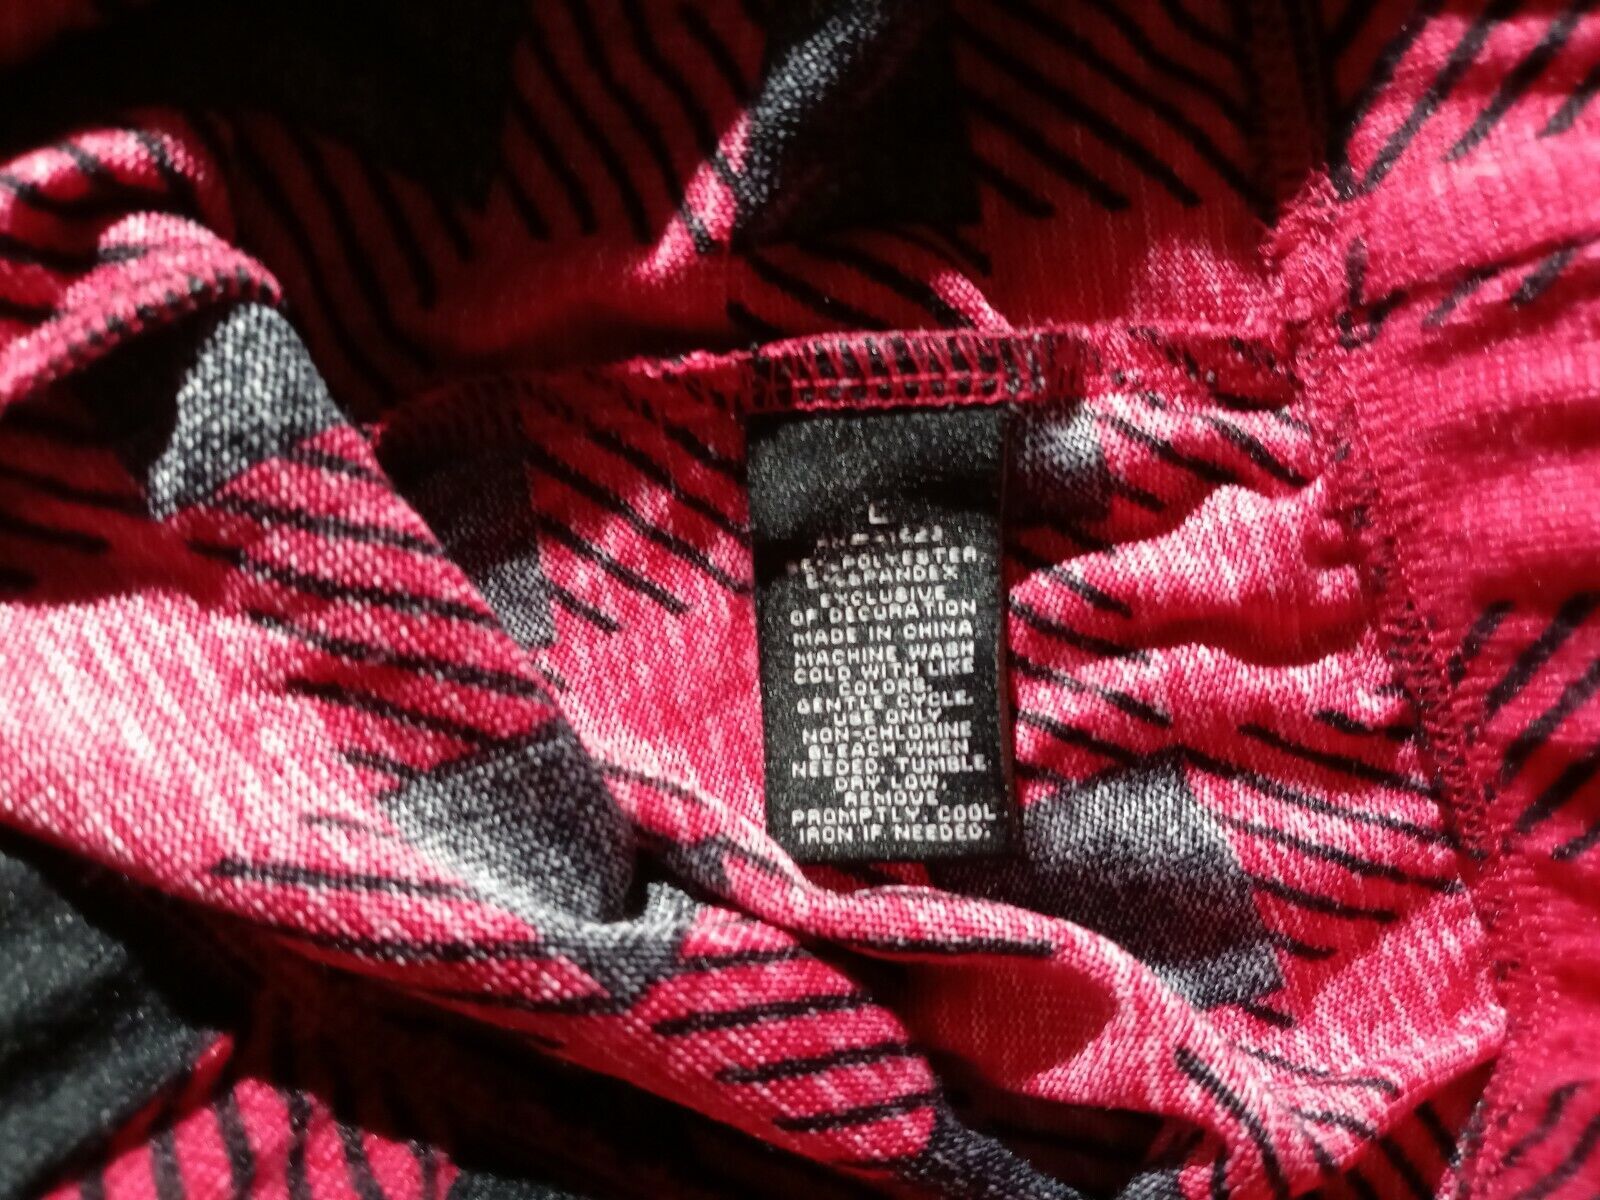 L
POLYESTER
SPANDEX
EXCLUSIVE
OF DECORATION
MADE IN CHINA
MACHINE WASH
COLD WITH LIKE
COLORS.
GENTLE CYCLE.
USE ONLY
NON-CHLORINE
BLEACH WHEN
NEEDED. TUMBLE
DRY LOW.
REMOVE
PROMPTLY. COOL
IRON IF NEEDED.